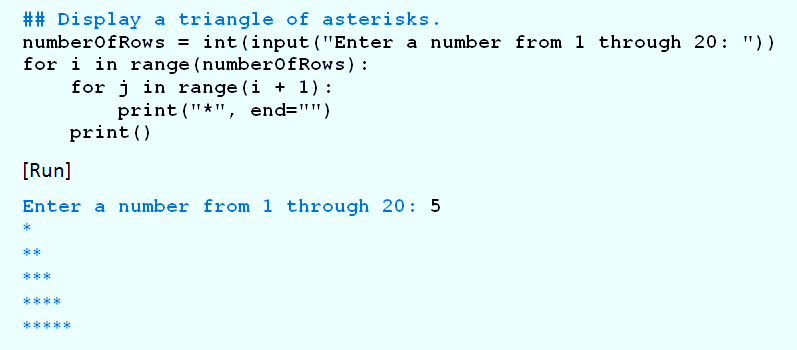 ## Display a triangle of asterisks.
numberOfRows = int(input("Enter a number from 1 through 20: "))
for i in range(numberOfRows):
    for j in range(i + 1):
        print("*", end="")
    print()
[Run]
Enter a number from 1 through 20: 5
*
**
***
****
*****